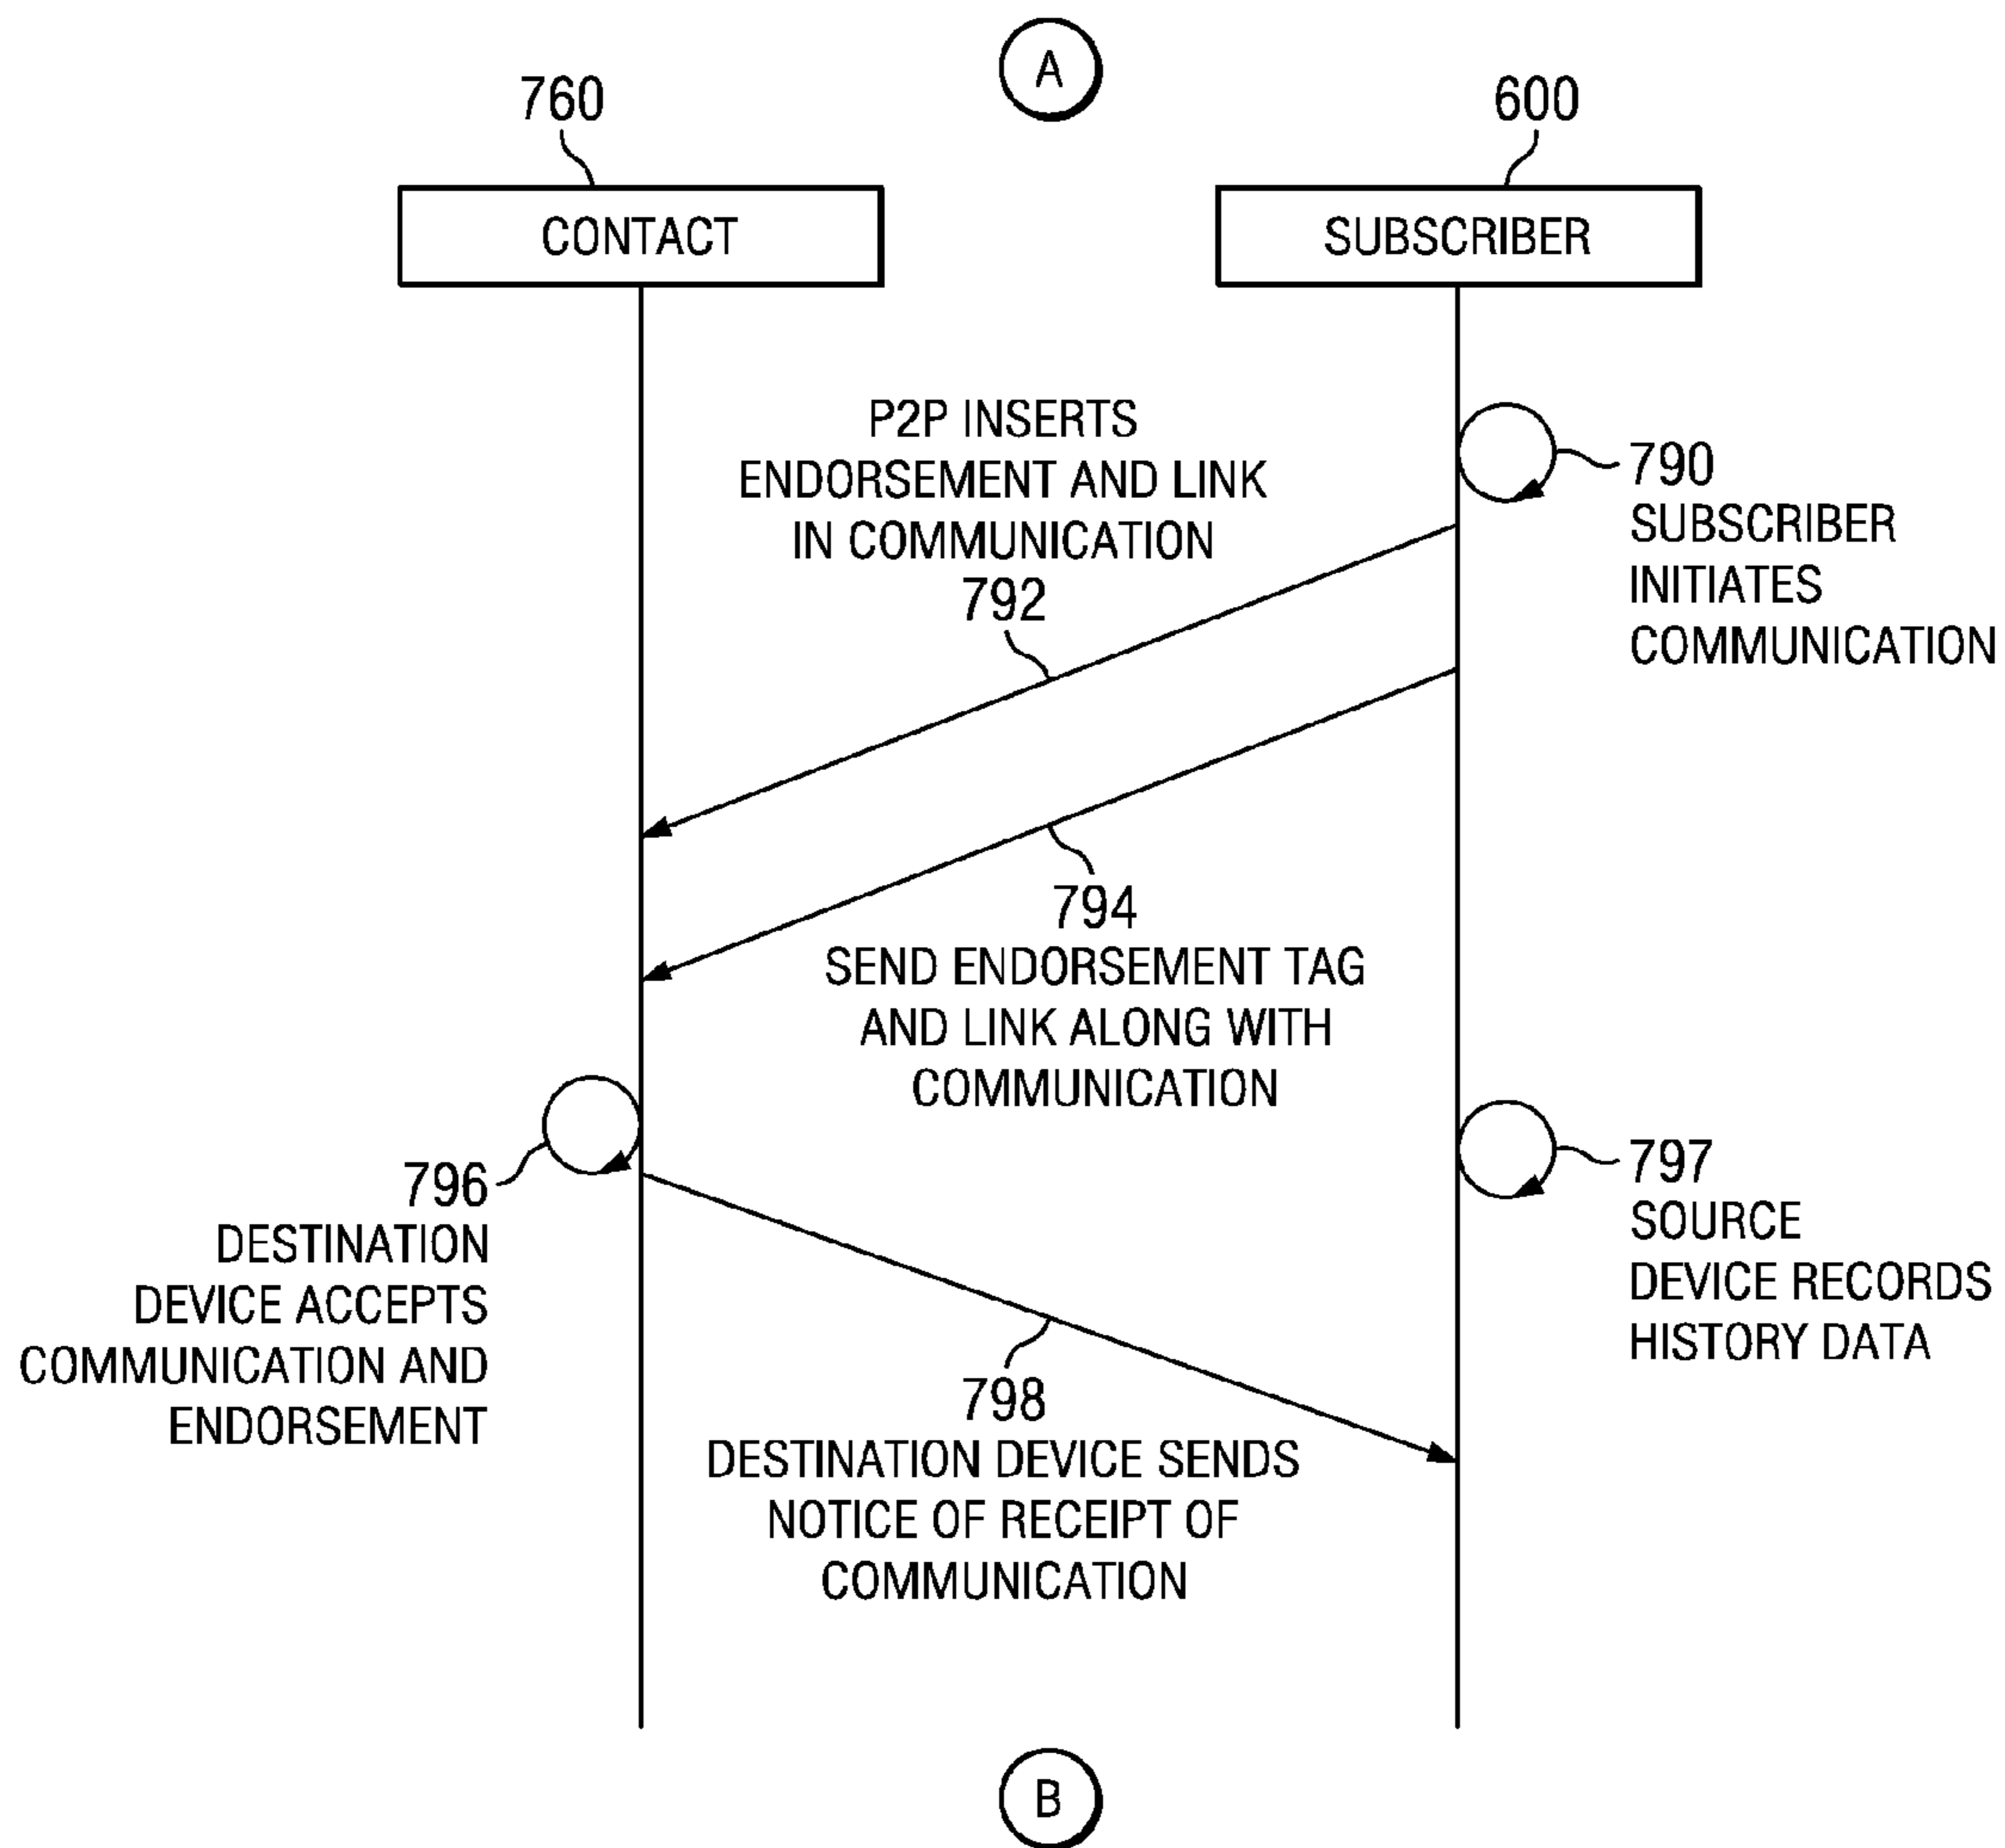 A
760
600
CONTACT
SUBSCRIBER
P2P INSERTS
ENDORSEMENT AND LINK
IN COMMUNICATION
792
790
SUBSCRIBER
INITIATES
COMMUNICATION
794
SEND ENDORSEMENT TAG
AND LINK ALONG WITH
COMMUNICATION
796
DESTINATION
DEVICE ACCEPTS
COMMUNICATION AND
ENDORSEMENT
797
SOURCE
DEVICE RECORDS
HISTORY DATA
798
DESTINATION DEVICE SENDS
NOTICE OF RECEIPT OF
COMMUNICATION
B